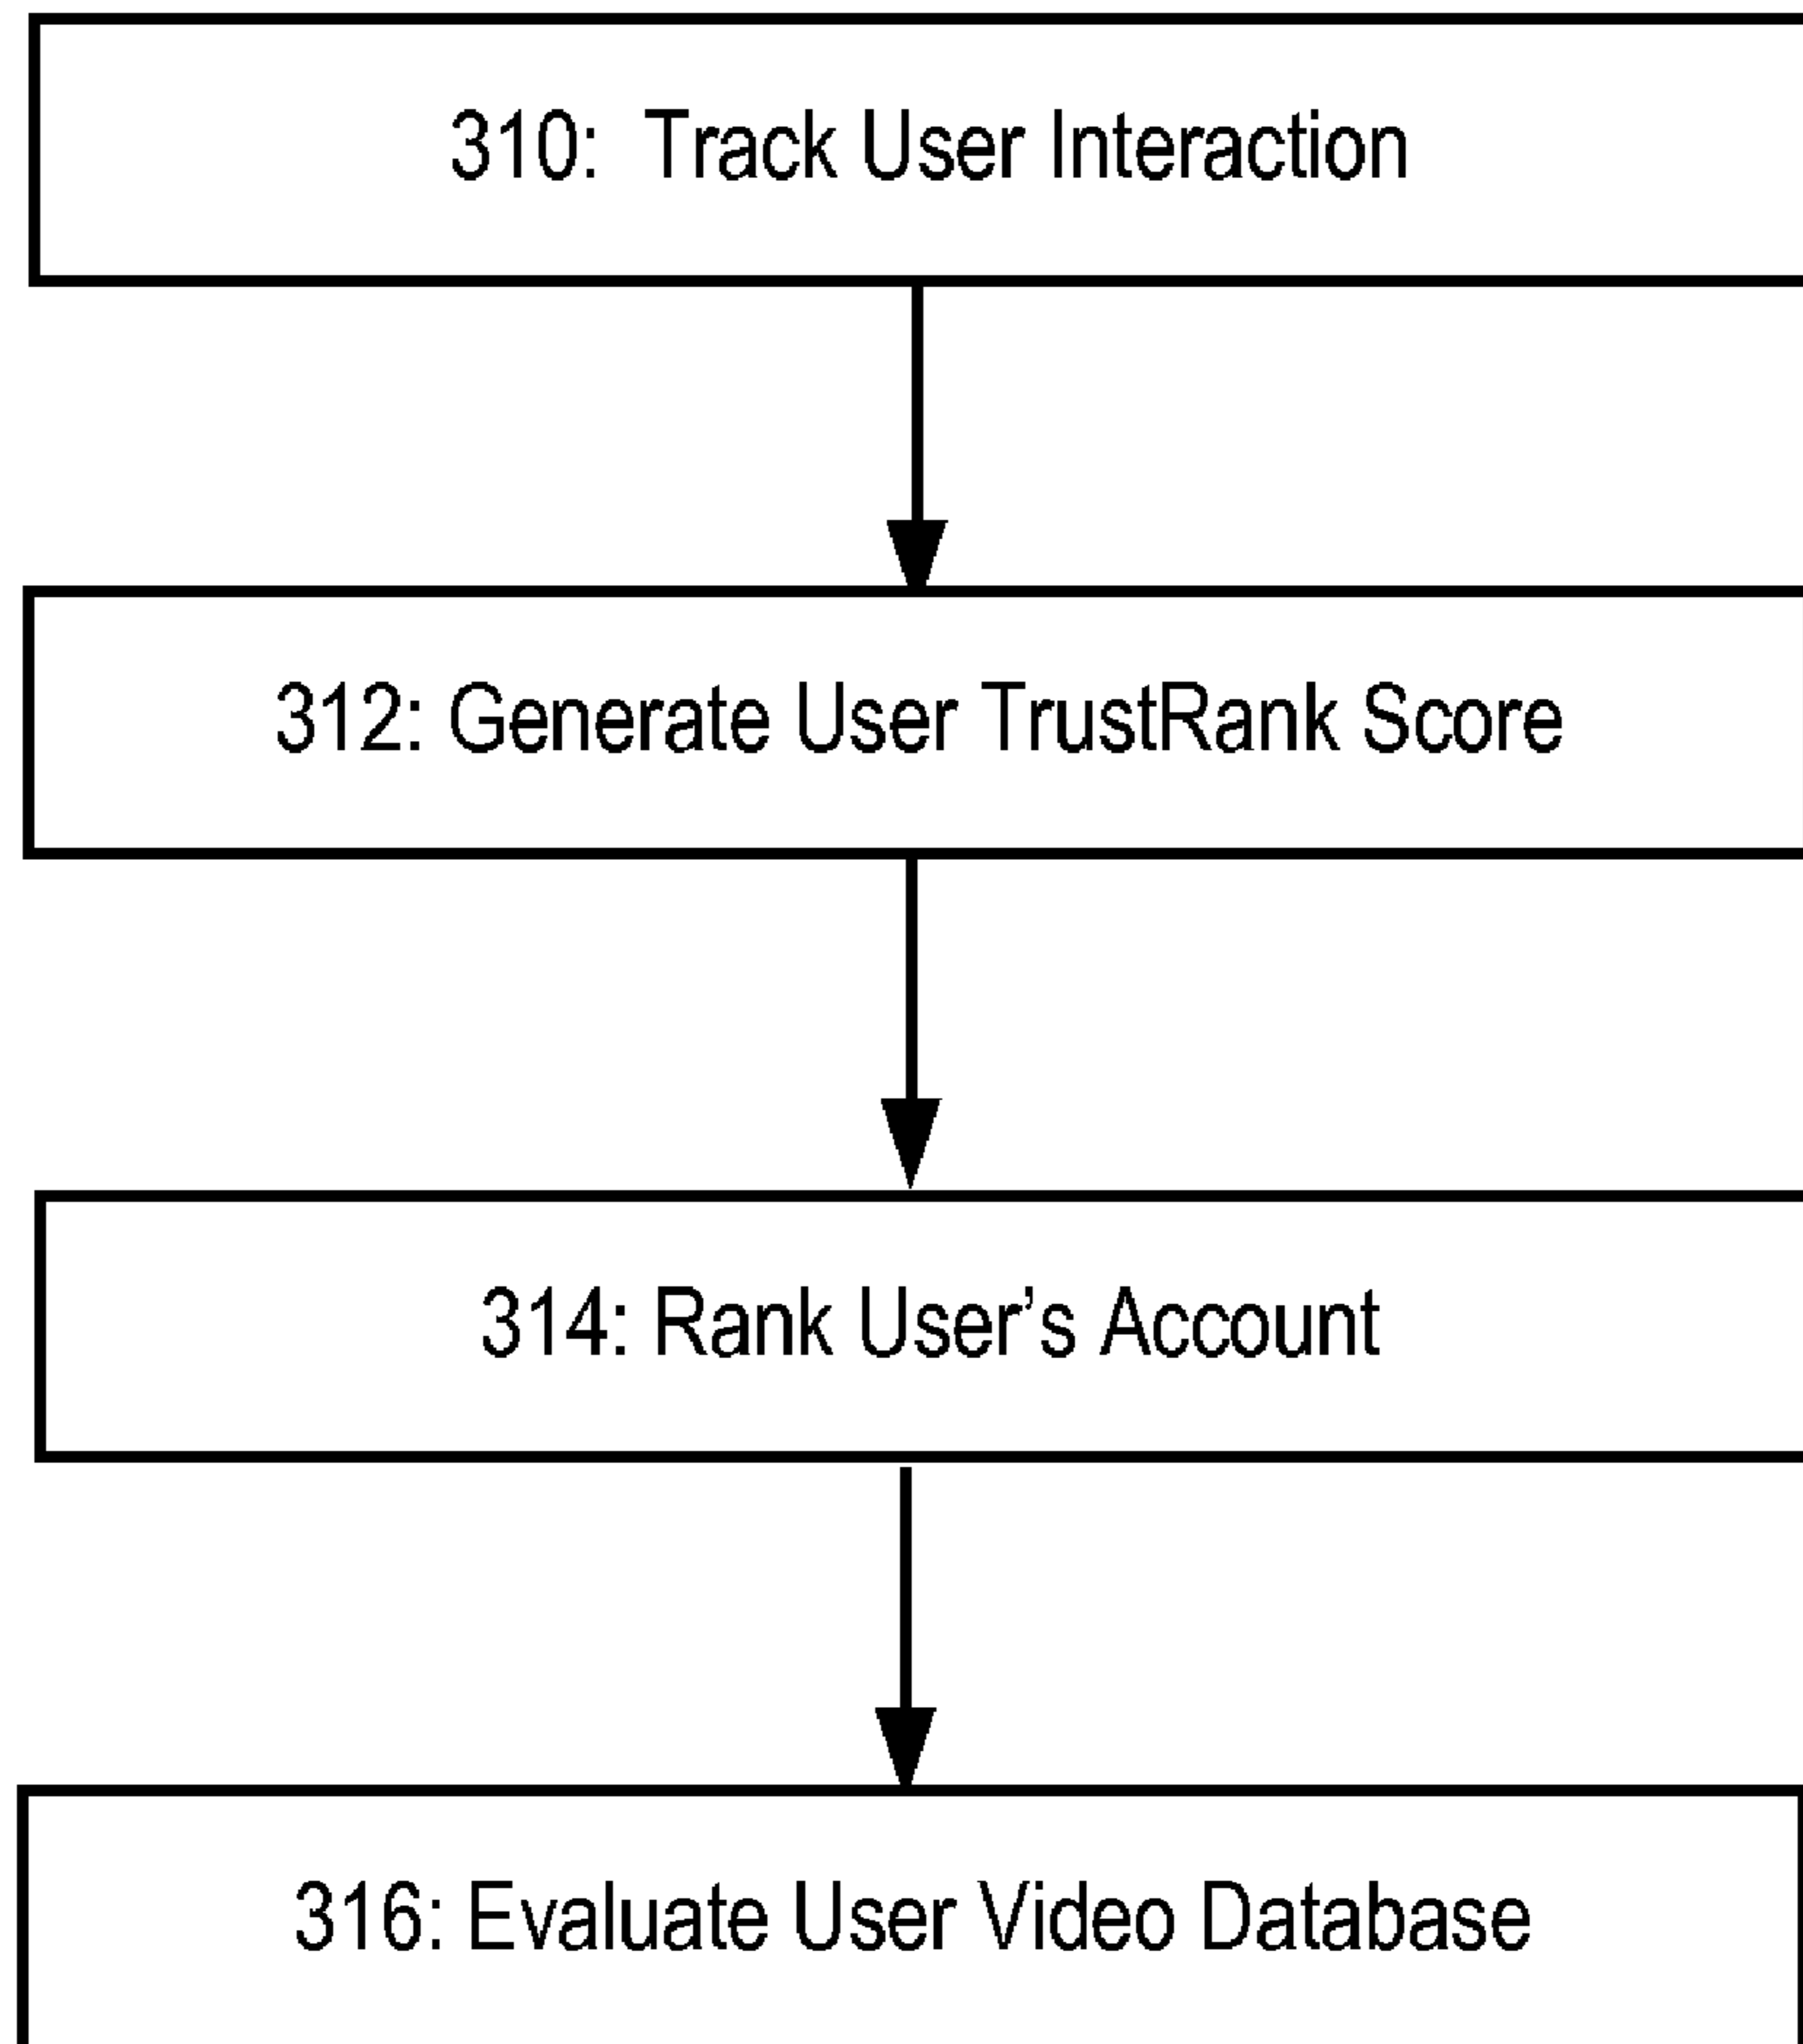 310: Track User Interaction
312: Generate User TrustRank Score
314: Rank User’s Account
316: Evaluate User Video Database